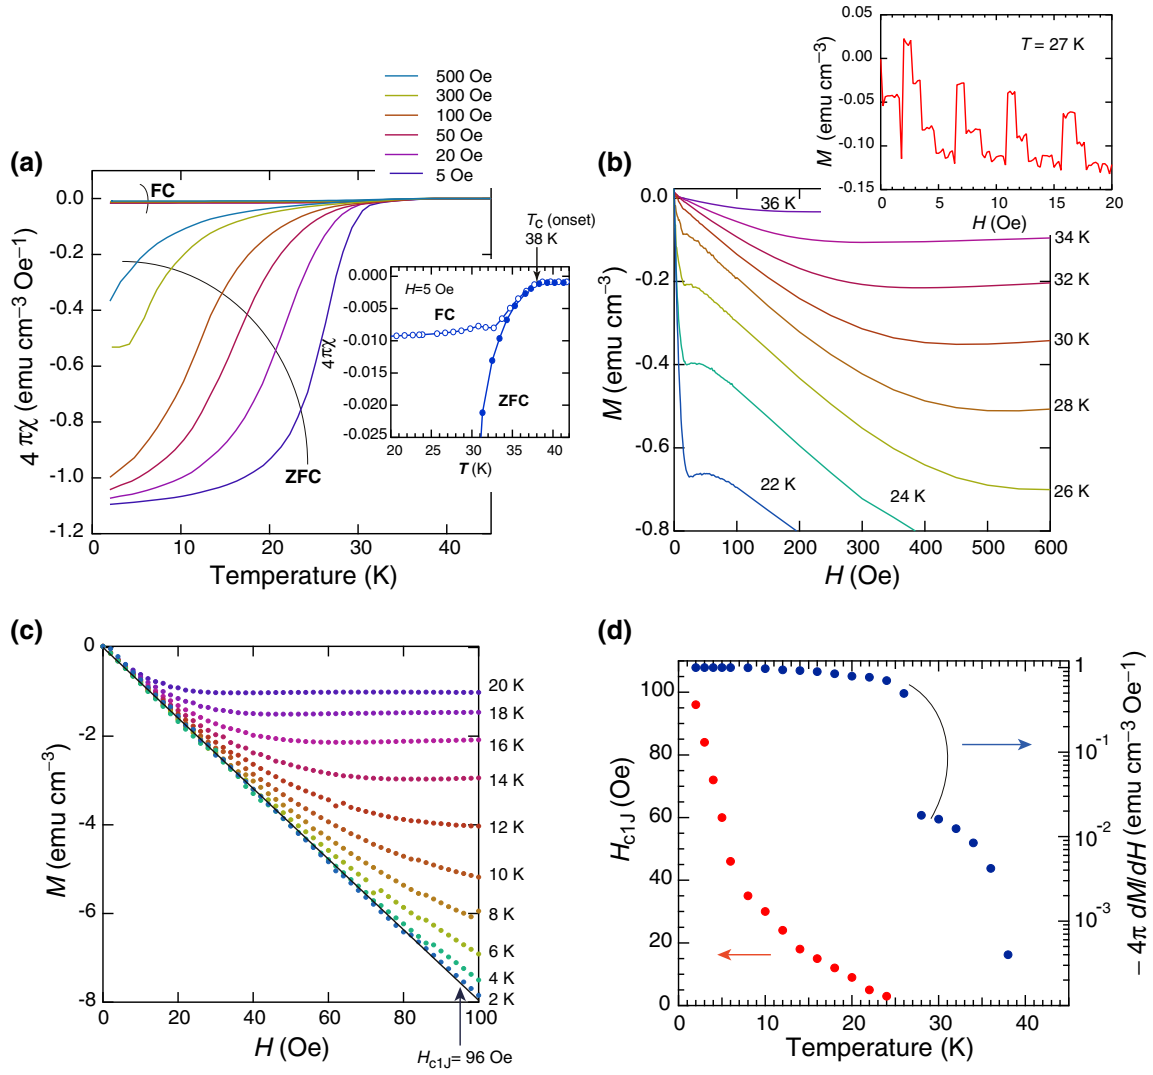 (a)
500 Oe
300 Oe
100 Oe
50 Oe
20 Oe
5 Oe
FC
ZFC
0.0
-0.2
-0.4
-0.6
-0.8
-1.0
-1.2
4 πχ (emu cm⁻³ Oe⁻¹)
0 10 20 30 40
Temperature (K)
T_C (onset)
38 K
H=5 Oe
FC
ZFC
0.000
-0.005
-0.010
-0.015
-0.020
-0.025
4πχ
20 25 30 35 40
T (K)
(b)
0.05
0.00
-0.05
-0.10
-0.15
M (emu cm⁻³)
T = 27 K
0 5 10 15 20
H (Oe)
0.0
-0.2
-0.4
-0.6
-0.8
M (emu cm⁻³)
36 K
34 K
32 K
30 K
28 K
26 K
24 K
22 K
0 100 200 300 400 500 600
H (Oe)
(c)
0
-2
-4
-6
-8
M (emu cm⁻³)
20 K
18 K
16 K
14 K
12 K
10 K
8 K
6 K
4 K
2 K
0 20 40 60 80 100
H (Oe)
H_c1J= 96 Oe
(d)
100
80
60
40
20
0
H_c1J (Oe)
1
10⁻¹
10⁻²
10⁻³
− 4π dM/dH (emu cm⁻³ Oe⁻¹)
0 10 20 30 40
Temperature (K)